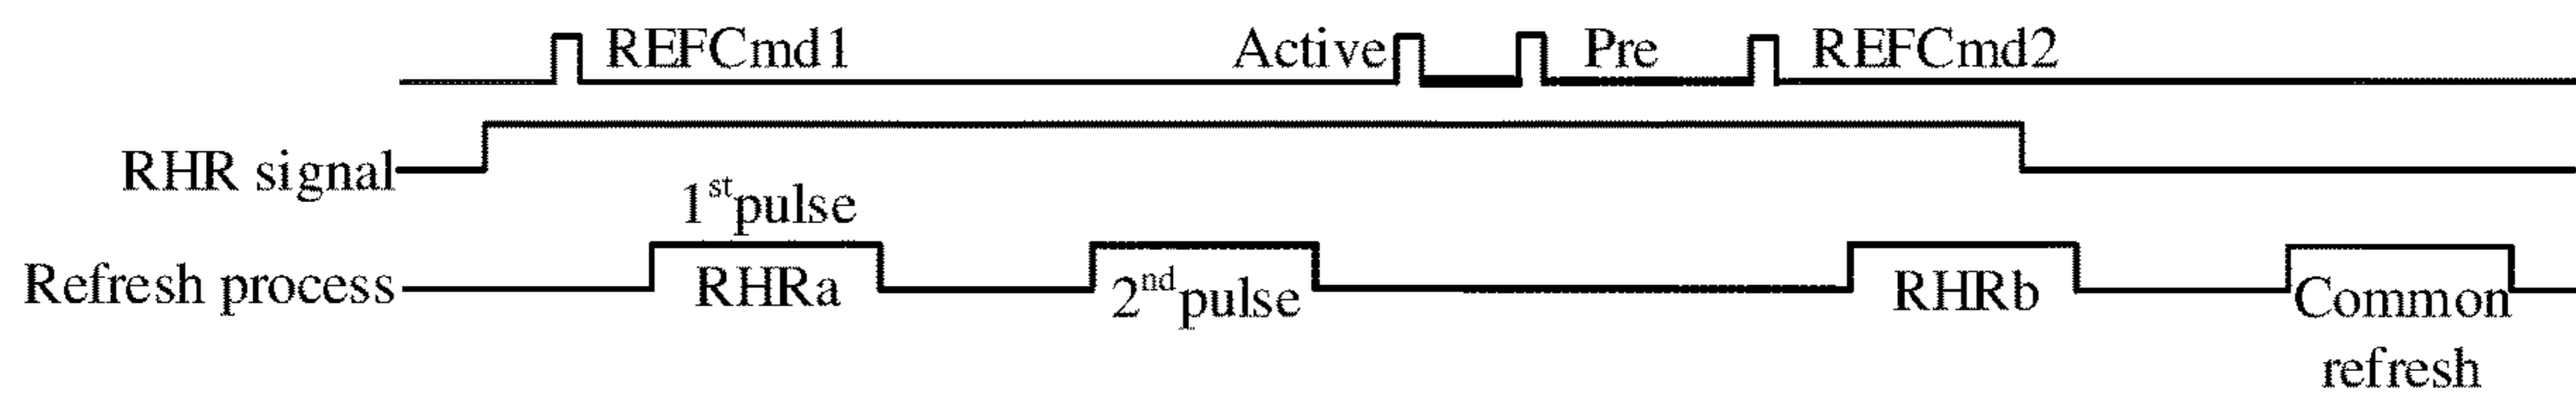 REFCmd1 Active Pre REFCmd2
RHR signal
1st pulse
Refresh process RHRa 2nd pulse RHRb Common
refresh